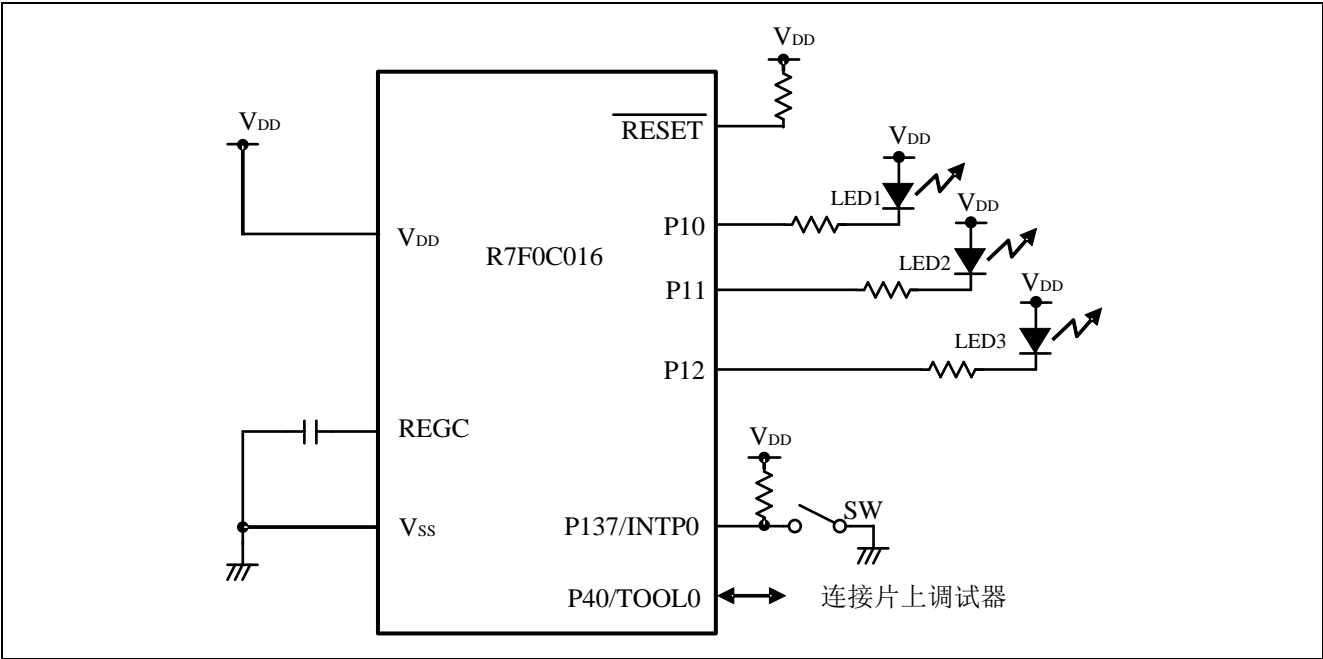 VDD
VDD
RESET
VDD
LED1
P10
VDD
VDD
R7F0C016
LED2
P11
VDD
LED3
P12
REGC
VDD
SW
VSS
P137/INTP0
P40/TOOL0
连接片上调试器